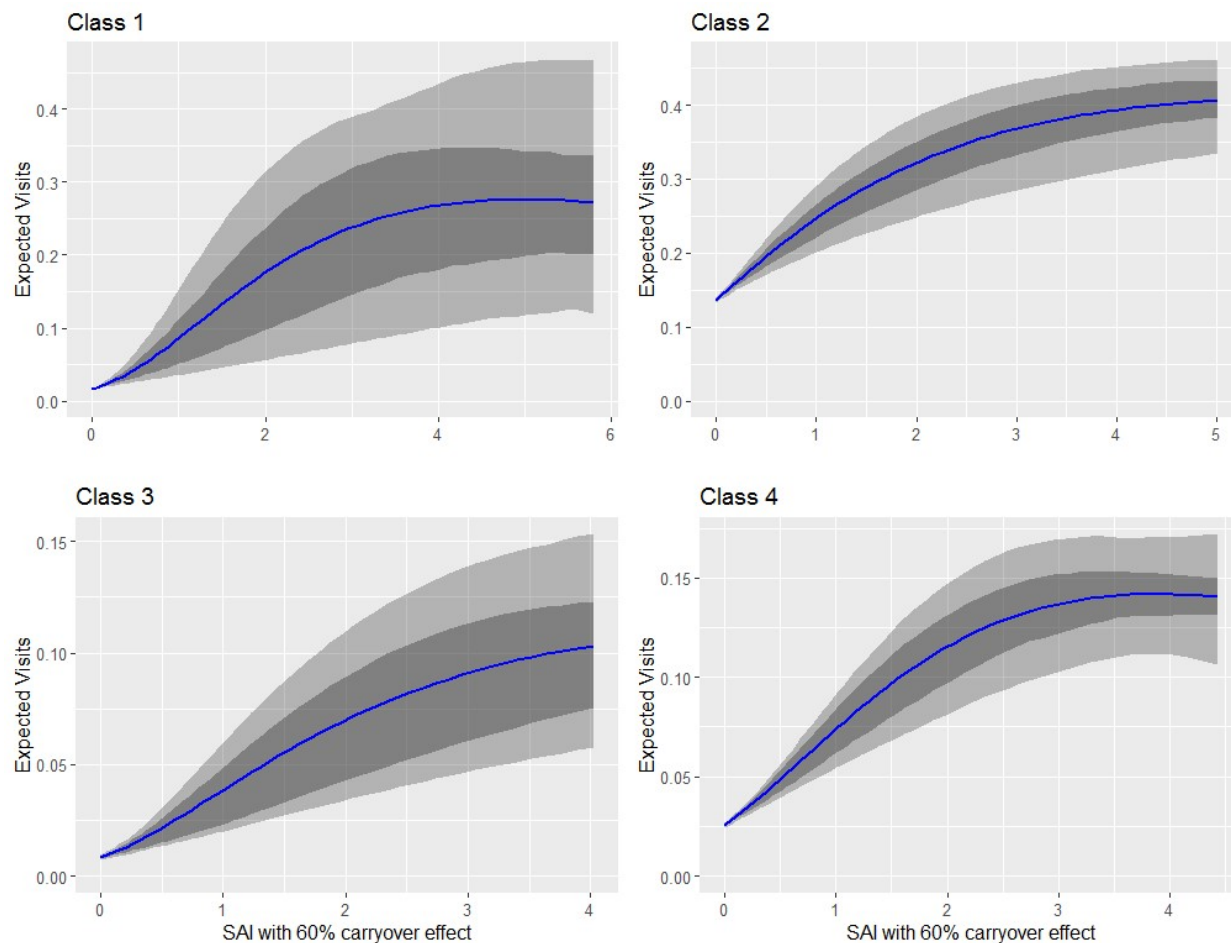 Class 1
Expected Visits
0.4
0.3
0.2
0.1
0.0
0 2 4 6
Class 2
Expected Visits
0.4
0.3
0.2
0.1
0.0
0 1 2 3 4 5
Class 3
Expected Visits
0.15
0.10
0.05
0.00
0 1 2 3 4
SAI with 60% carryover effect
Class 4
Expected Visits
0.15
0.10
0.05
0.00
0 1 2 3 4
SAI with 60% carryover effect